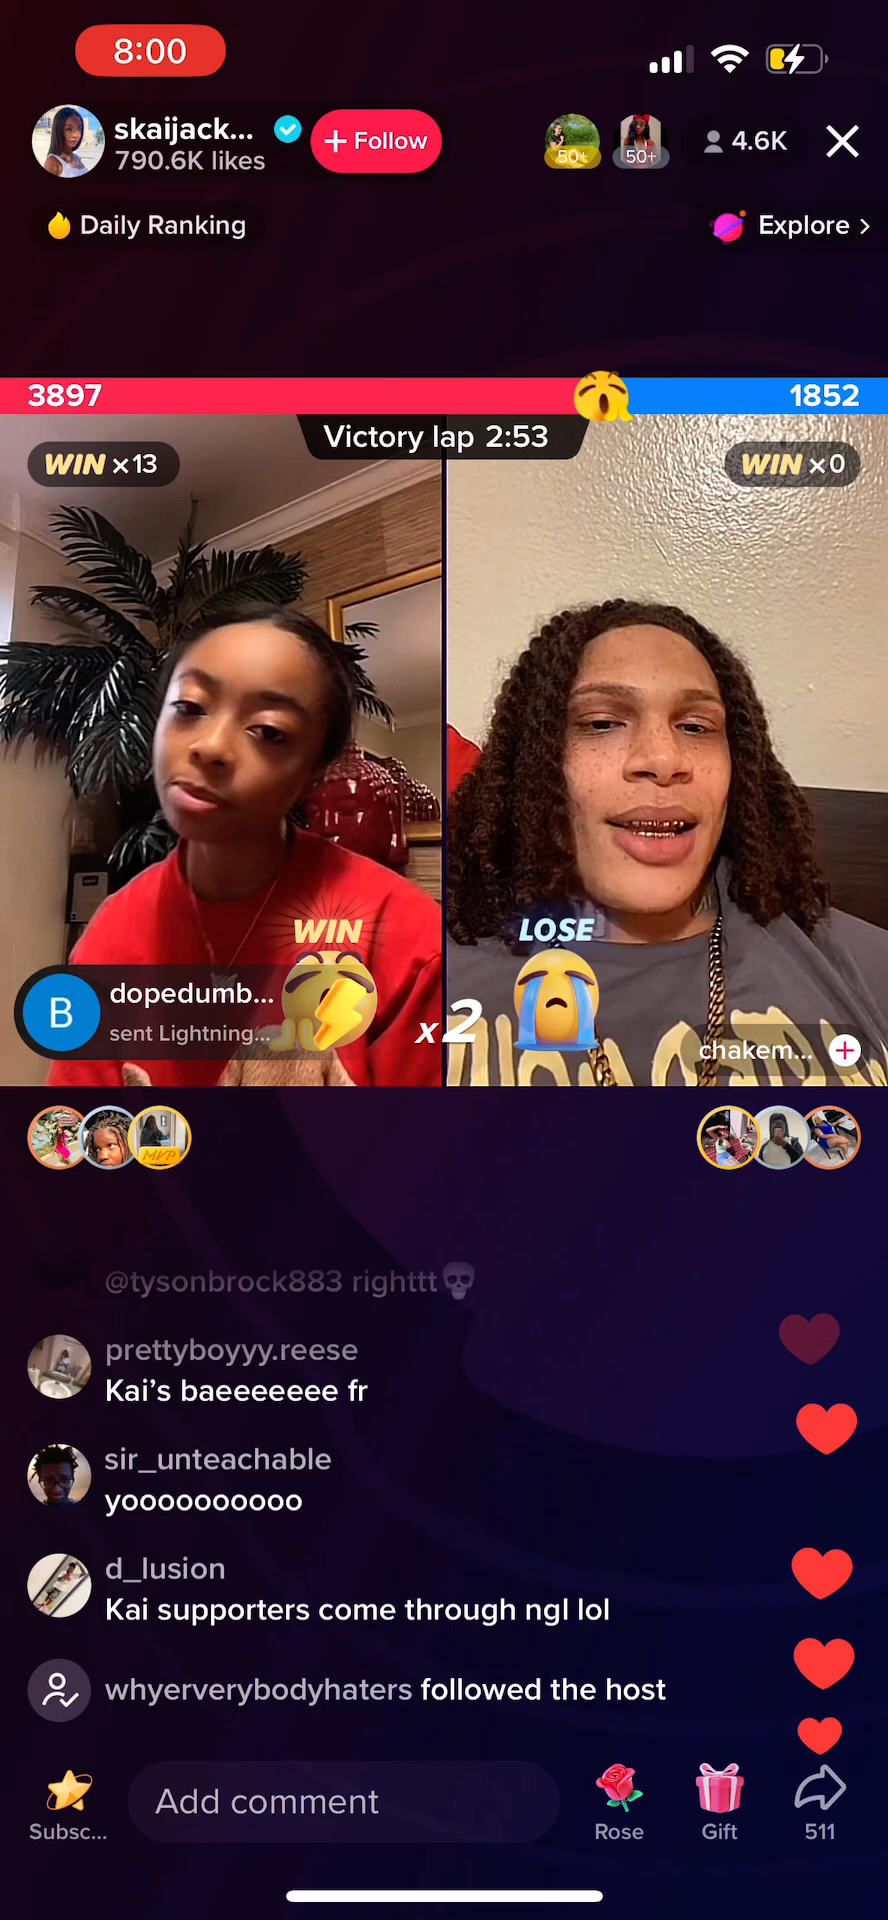 8:00
skaijack...
+ Follow
790.6K likes
50+
50+
4.6K
Daily Ranking
Explore >
3897
1852
Victory lap 2:53
WIN x13
WIN x0
WIN
LOSE
B
dopedumb...
sent Lightning...
x2
chakem...
MVP
@tysonbrock883 righttt💀
prettyboyyy.reese
Kai's baeeeeeee fr
sir_unteachable
yoooooooooo
d_lusion
Kai supporters come through ngl lol
whyerverybodyhaters followed the host
Add comment
Subsc...
Rose
Gift
511